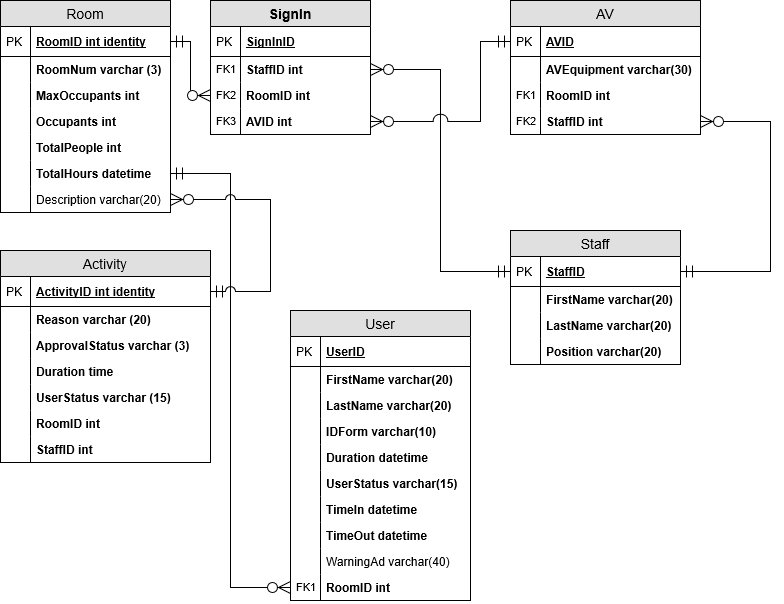 Room
PK RoomID int identity
RoomNum varchar (3)
MaxOccupants int
Occupants int
TotalPeople int
TotalHours datetime
Description varchar(20)
SignIn
PK SignInID
FK1 StaffID int
FK2 RoomID int
FK3 AVID int
AV
PK AVID
AVEquipment varchar(30)
FK1 RoomID int
FK2 StaffID int
Activity
PK ActivityID int identity
Reason varchar (20)
ApprovalStatus varchar (3)
Duration time
UserStatus varchar (15)
RoomID int
StaffID int
User
PK UserID
FirstName varchar(20)
LastName varchar(20)
IDForm varchar(10)
Duration datetime
UserStatus varchar(15)
TimeIn datetime
TimeOut datetime
WarningAd varchar(40)
FK1 RoomID int
Staff
PK StaffID
FirstName varchar(20)
LastName varchar(20)
Position varchar(20)